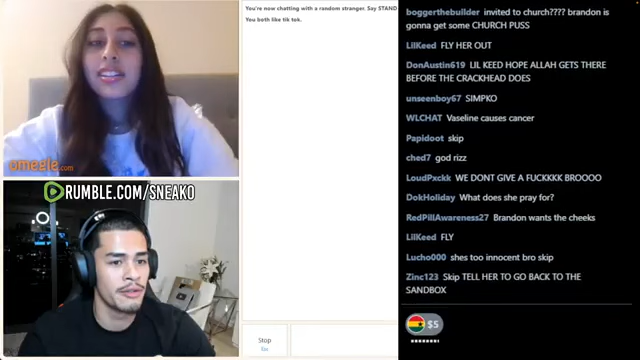 You're now chatting with a random stranger. Say STAND
You both like tik tok.
omegle.com
RUMBLE.COM/SNEAKO
Stop
Esc
boggerthebuilder invited to church???? brandon is
gonna get some CHURCH PUSS
LilKeed FLY HER OUT
DonAustin619 LIL KEED HOPE ALLAH GETS THERE
BEFORE THE CRACKHEAD DOES
unseenboy67 SIMPKO
WLCHAT Vaseline causes cancer
Papidoot skip
ched7 god rizz
LoudPxckk WE DONT GIVE A FUCKKKK BROOOO
DokHoliday What does she pray for?
RedPillAwareness27 Brandon wants the cheeks
LilKeed FLY
Lucho000 shes too innocent bro skip
Zinc123 Skip TELL HER TO GO BACK TO THE
SANDBOX
$5